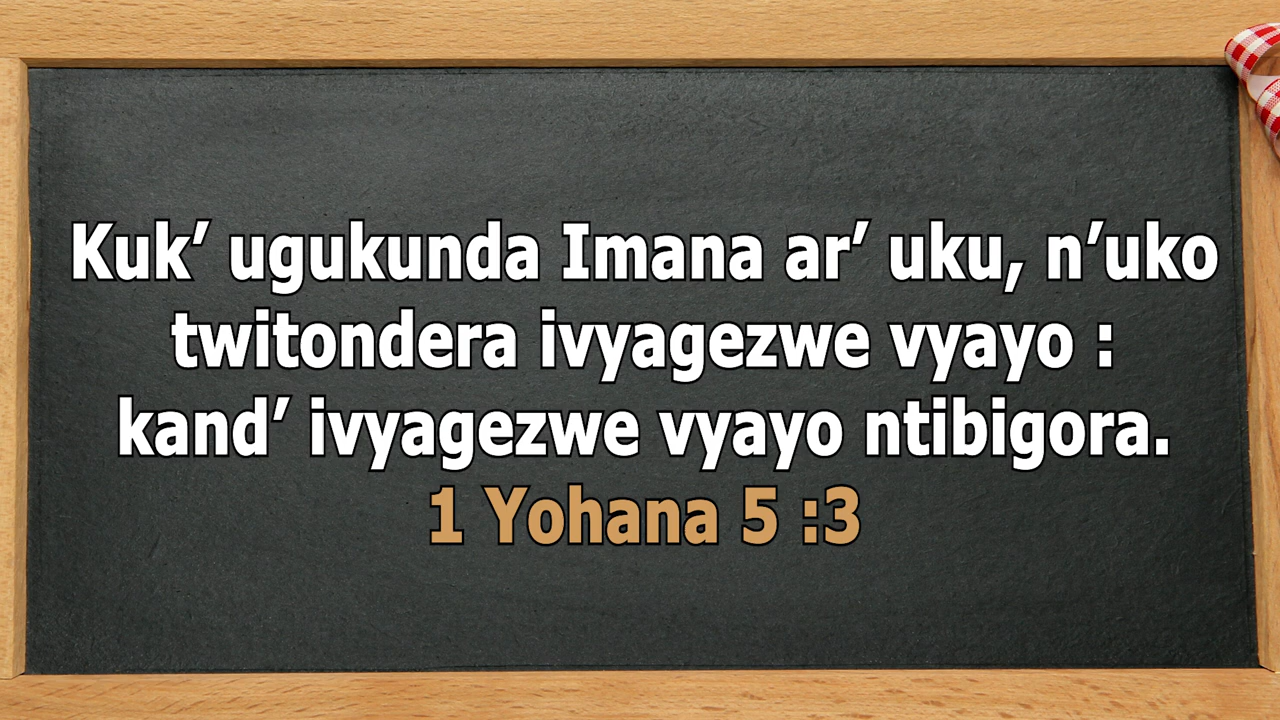 Kuk’ ugukunda Imana ar’ uku, n’uko
twitondera ivyagezwe vyayo :
kand’ ivyagezwe vyayo ntibigora.
1 Yohana 5 :3